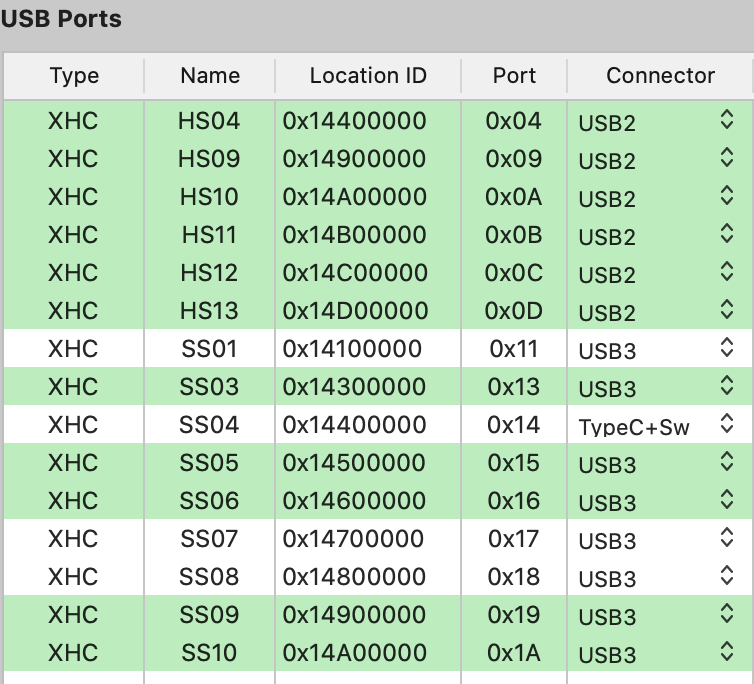 USB Ports
Type Name Location ID Port Connector
XHC HS04 0x14400000 0x04 USB2
XHC HS09 0x14900000 0x09 USB2
XHC HS10 0x14A00000 0x0A USB2
XHC HS11 0x14B00000 0x0B USB2
XHC HS12 0x14C00000 0x0C USB2
XHC HS13 0x14D00000 0x0D USB2
XHC SS01 0x14100000 0x11 USB3
XHC SS03 0x14300000 0x13 USB3
XHC SS04 0x14400000 0x14 TypeC+Sw
XHC SS05 0x14500000 0x15 USB3
XHC SS06 0x14600000 0x16 USB3
XHC SS07 0x14700000 0x17 USB3
XHC SS08 0x14800000 0x18 USB3
XHC SS09 0x14900000 0x19 USB3
XHC SS10 0x14A00000 0x1A USB3